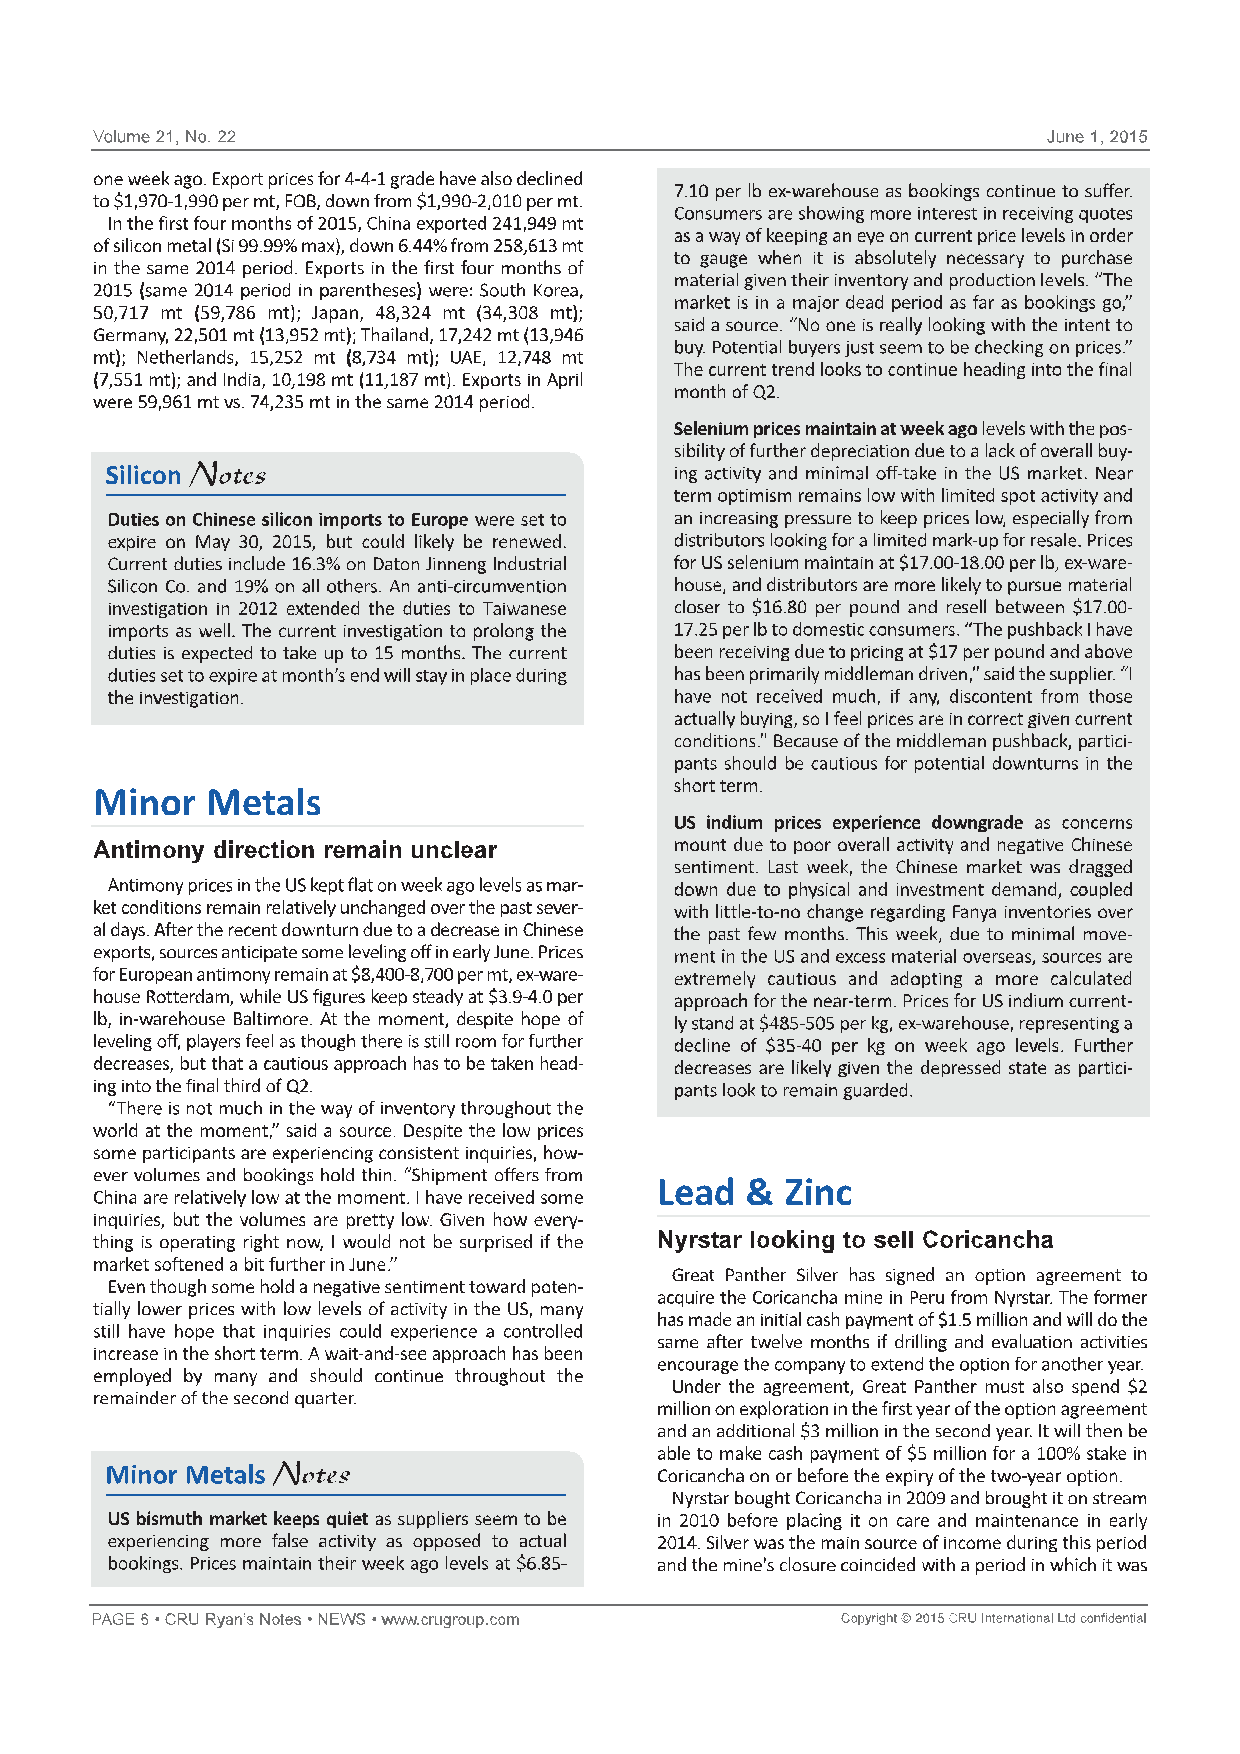 Volume 21, No. 22
June 1, 2015
one week ago. Export prices for 4-4-1 grade have also declined
to $1,970-1,990 per mt, FOB, down from $1,990-2,010 per mt.
In the first four months of 2015, China exported 241,949 mt
of silicon metal (Si 99.99% max), down 6.44% from 258,613 mt
in the same 2014 period. Exports in the first four months of
2015 (same 2014 period in parentheses) were: South Korea,
50,717 mt (59,786 mt); Japan, 48,324 mt (34,308 mt);
Germany, 22,501 mt (13,952 mt); Thailand, 17,242 mt (13,946
mt); Netherlands, 15,252 mt (8,734 mt); UAE, 12,748 mt
(7,551 mt); and India, 10,198 mt (11,187 mt). Exports in April
were 59,961 mt vs. 74,235 mt in the same 2014 period.
Silicon Notes
Duties on Chinese silicon imports to Europe were set to
expire on May 30, 2015, but could likely be renewed.
Current duties include 16.3% on Daton Jinneng Industrial
Silicon Co. and 19% on all others. An anti-circumvention
investigation in 2012 extended the duties to Taiwanese
imports as well. The current investigation to prolong the
duties is expected to take up to 15 months. The current
duties set to expire at month's end will stay in place during
the investigation.
Minor Metals
Antimony direction remain unclear
Antimony prices in the US kept flat on week ago levels as mar-
ket conditions remain relatively unchanged over the past sever-
al days. After the recent downturn due to a decrease in Chinese
exports, sources anticipate some leveling off in early June. Prices
for European antimony remain at $8,400-8,700 per mt, ex-ware-
house Rotterdam, while US figures keep steady at $3.9-4.0 per
lb, in-warehouse Baltimore. At the moment, despite hope of
leveling off, players feel as though there is still room for further
decreases, but that a cautious approach has to be taken head-
ing into the final third of Q2.
“There is not much in the way of inventory throughout the
world at the moment,” said a source. Despite the low prices
some participants are experiencing consistent inquiries, how-
ever volumes and bookings hold thin. “Shipment offers from
China are relatively low at the moment. I have received some
inquiries, but the volumes are pretty low. Given how every-
thing is operating right now, I would not be surprised if the
market softened a bit further in June.”
Even though some hold a negative sentiment toward poten-
tially lower prices with low levels of activity in the US, many
still have hope that inquiries could experience a controlled
increase in the short term. A wait-and-see approach has been
employed by many and should continue throughout the
remainder of the second quarter.
Minor Metals Notes
US bismuth market keeps quiet as suppliers seem to be
experiencing more false activity as opposed to actual
bookings. Prices maintain their week ago levels at $6.85-
7.10 per lb ex-warehouse as bookings continue to suffer.
Consumers are showing more interest in receiving quotes
as a way of keeping an eye on current price levels in order
to gauge when it is absolutely necessary to purchase
material given their inventory and production levels. “The
market is in a major dead period as far as bookings go,”
said a source. “No one is really looking with the intent to
buy. Potential buyers just seem to be checking on prices.”
The current trend looks to continue heading into the final
month of Q2.
Selenium prices maintain at week ago levels with the pos-
sibility of further depreciation due to a lack of overall buy-
ing activity and minimal off-take in the US market. Near
term optimism remains low with limited spot activity and
an increasing pressure to keep prices low, especially from
distributors looking for a limited mark-up for resale. Prices
for US selenium maintain at $17.00-18.00 per lb, ex-ware-
house, and distributors are more likely to pursue material
closer to $16.80 per pound and resell between $17.00-
17.25 per lb to domestic consumers. “The pushback I have
been receiving due to pricing at $17 per pound and above
has been primarily middleman driven,” said the supplier. “I
have not received much, if any, discontent from those
actually buying, so I feel prices are in correct given current
conditions." Because of the middleman pushback, partici-
pants should be cautious for potential downturns in the
short term.
US indium prices experience downgrade as concerns
mount due to poor overall activity and negative Chinese
sentiment. Last week, the Chinese market was dragged
down due to physical and investment demand, coupled
with little-to-no change regarding Fanya inventories over
the past few months. This week, due to minimal move-
ment in the US and excess material overseas, sources are
extremely cautious and adopting a more calculated
approach for the near-term. Prices for US indium current-
ly stand at $485-505 per kg, ex-warehouse, representing a
decline of $35-40 per kg on week ago levels. Further
decreases are likely given the depressed state as partici-
pants look to remain guarded.
Lead & Zinc
Nyrstar looking to sell Coricancha
Great Panther Silver has signed an option agreement to
acquire the Coricancha mine in Peru from Nyrstar. The former
has made an initial cash payment of $1.5 million and will do the
same after twelve months if drilling and evaluation activities
encourage the company to extend the option for another year.
Under the agreement, Great Panther must also spend $2
million on exploration in the first year of the option agreement
and an additional $3 million in the second year. It will then be
able to make cash payment of $5 million for a 100% stake in
Coricancha on or before the expiry of the two-year option.
Nyrstar bought Coricancha in 2009 and brought it on stream
in 2010 before placing it on care and maintenance in early
2014. Silver was the main source of income during this period
and the mine's closure coincided with a period in which it was
PAGE 6 • CRU Ryan's Notes • NEWS • www.crugroup.com
Copyright © 2015 CRU International Ltd confidential